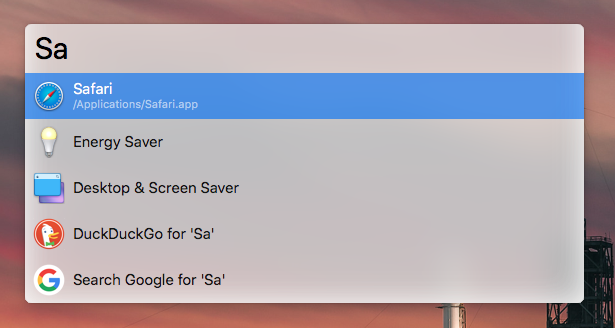 Sa
Safari
/Applications/Safari.app
Energy Saver
Desktop & Screen Saver
DuckDuckGo for 'Sa'
Search Google for 'Sa'